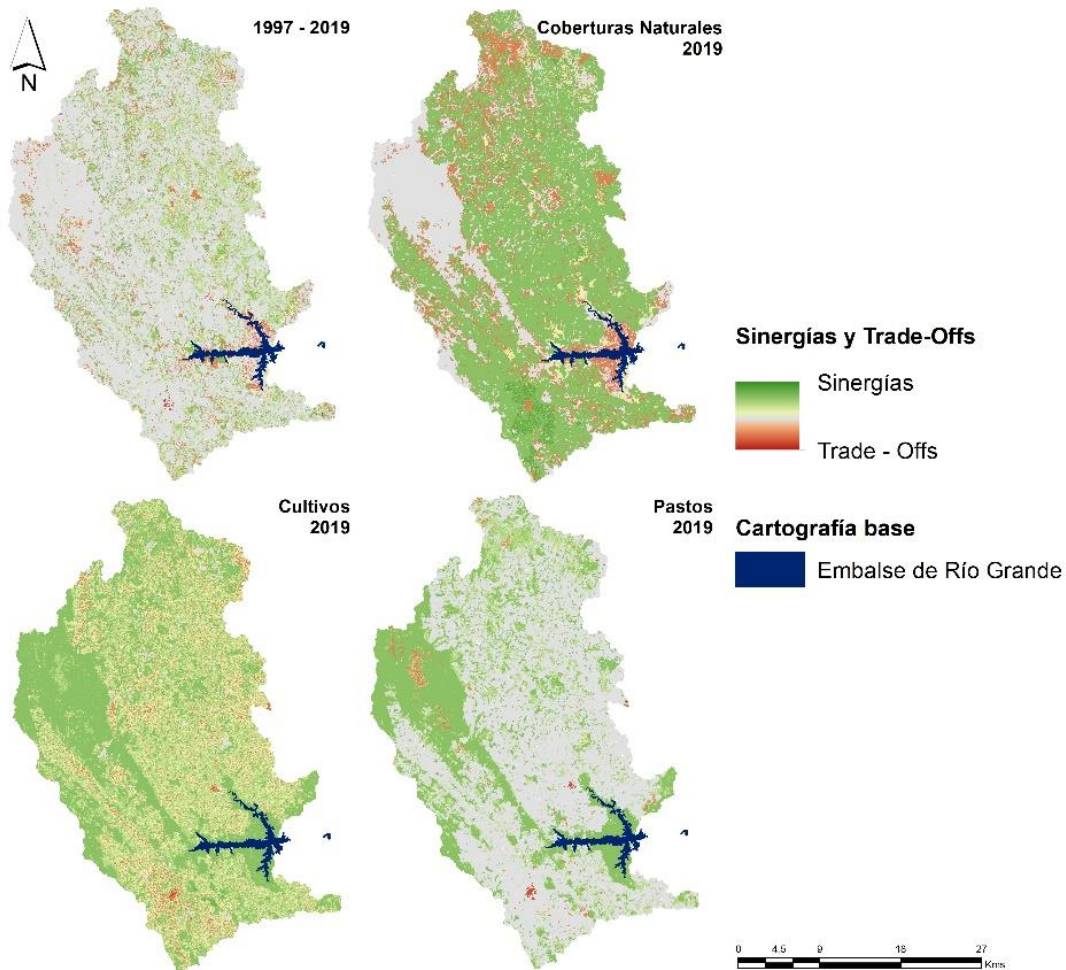 1997 - 2019
Coberturas Naturales
2019
N
Sinergías y Trade-Offs
Sinergías
Trade - Offs
Cultivos
2019
Pastos
2019
Cartografía base
Embalse de Río Grande
0 4.5 9 18 27
Kms